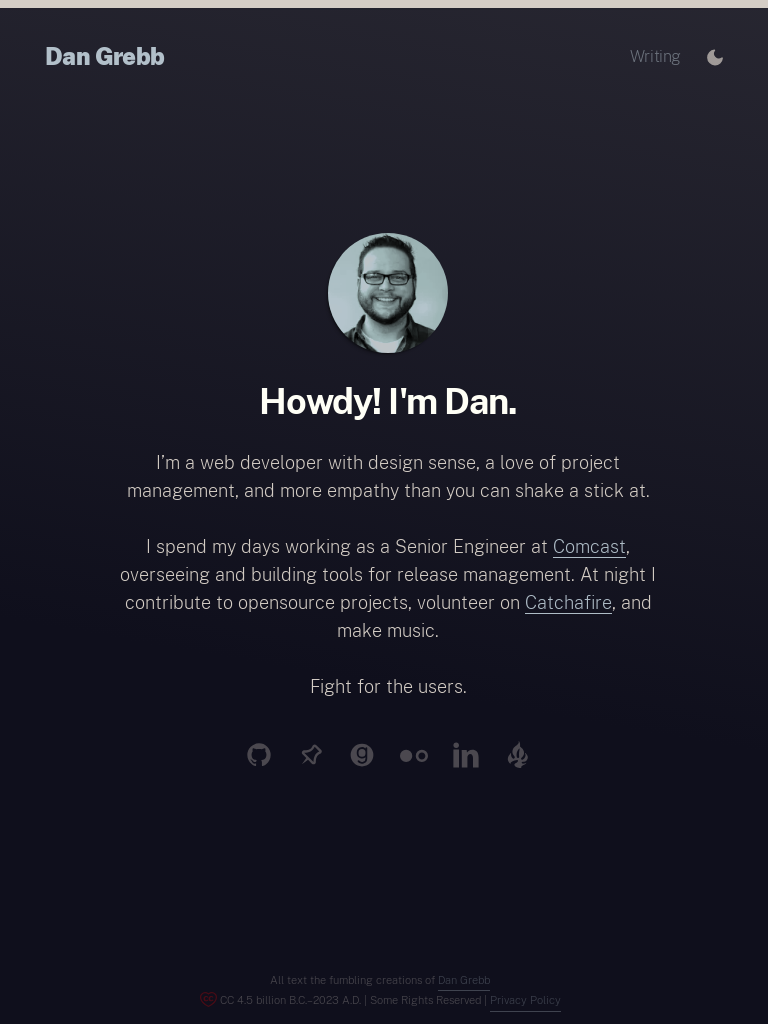 Dan Grebb
Writing
Howdy! I'm Dan.
I’m a web developer with design sense, a love of project
management, and more empathy than you can shake a stick at.
I spend my days working as a Senior Engineer at Comcast,
overseeing and building tools for release management. At night I
contribute to opensource projects, volunteer on Catchafire, and
make music.
Fight for the users.
All text the fumbling creations of Dan Grebb
CC 4.5 billion B.C.–2023 A.D. | Some Rights Reserved | Privacy Policy